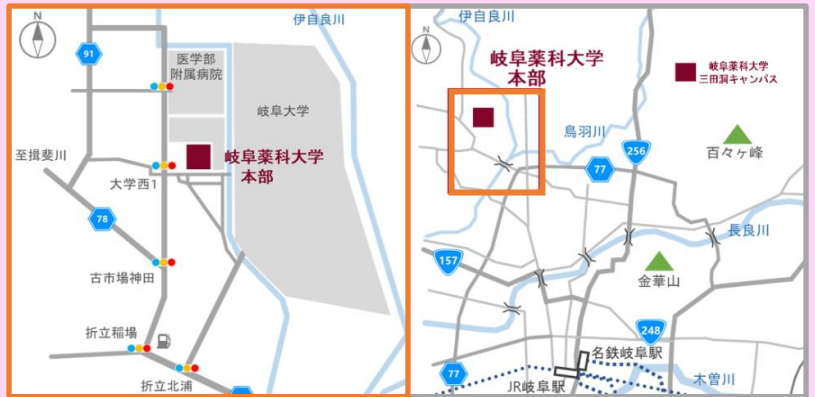 伊自良川
91
医学部
附属病院
岐阜大学
至揖斐川
岐阜薬科大学
本部
大学西1
78
古市場神田
折立稲場
折立北浦
伊自良川
岐阜薬科大学
本部
岐阜薬科大学
三田洞キャンパス
鳥羽川
256
77
百々ヶ峰
長良川
157
金華山
248
名鉄岐阜駅
77
JR岐阜駅
木曽川